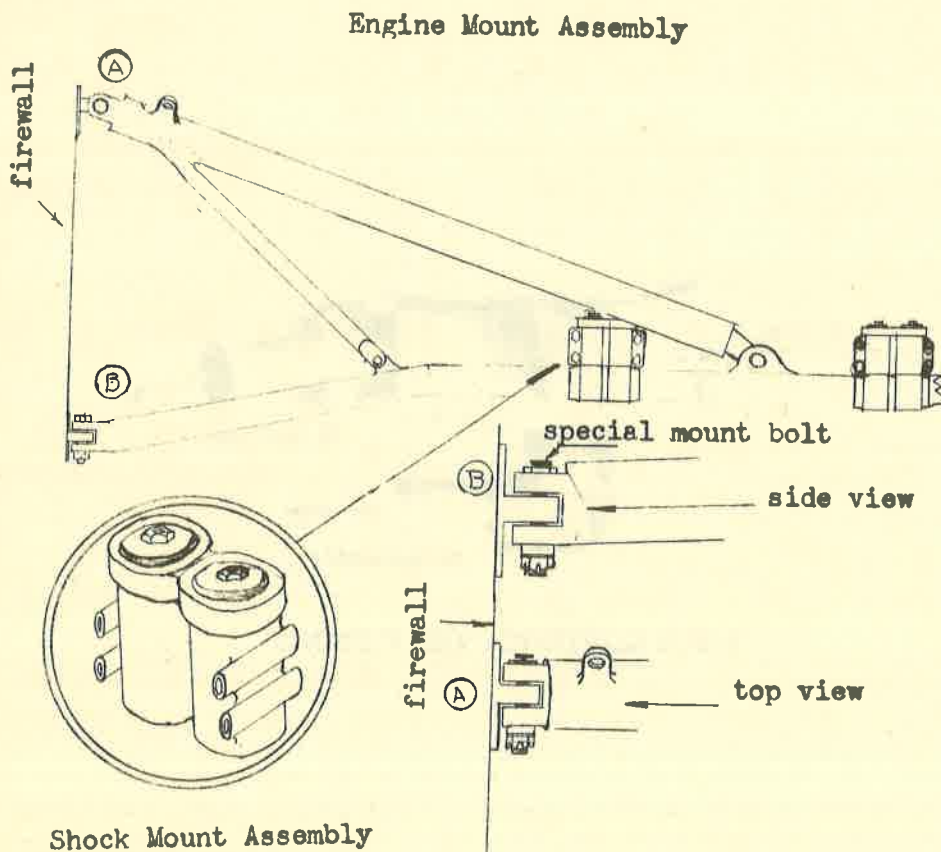 Engine Mount Assembly
A
firewall
B
special mount bolt
B
side view
firewall
A
top view
Shock Mount Assembly